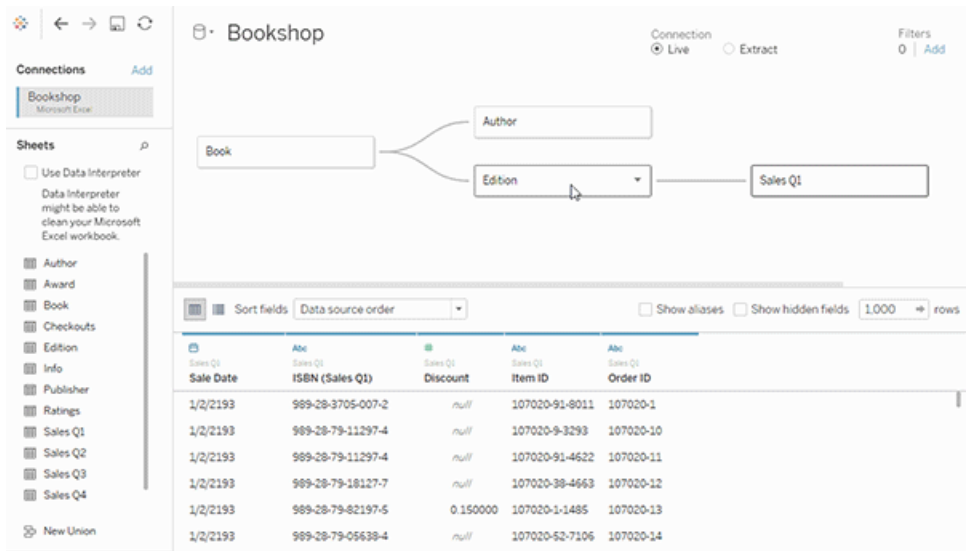 Bookshop
Connection
Live
Extract
Filters
0 | Add
Connections
Add
Bookshop
Microsoft Excel
Sheets
Use Data Interpreter
Data Interpreter
might be able to
clean your Microsoft
Excel workbook.
Author
Award
Book
Checkouts
Edition
Info
Publisher
Ratings
Sales Q1
Sales Q2
Sales Q3
Sales Q4
New Union
Book
Author
Edition
Sales Q1
Sort fields Data source order
Show aliases Show hidden fields 1,000 rows
Abc Abc Abc
Sales Q1 Sales Q1 Sales Q1 Sales Q1 Sales Q1
Sale Date ISBN (Sales Q1) Discount Item ID Order ID
1/2/2193 989-28-3705-007-2 null 107020-91-8011 107020-1
1/2/2193 989-28-79-11297-4 null 107020-9-3293 107020-10
1/2/2193 989-28-79-11297-4 null 107020-91-4622 107020-11
1/2/2193 989-28-79-18127-7 null 107020-38-4663 107020-12
1/2/2193 989-28-79-82197-5 0.150000 107020-1-1485 107020-13
1/2/2193 989-28-79-05638-4 null 107020-52-7106 107020-14